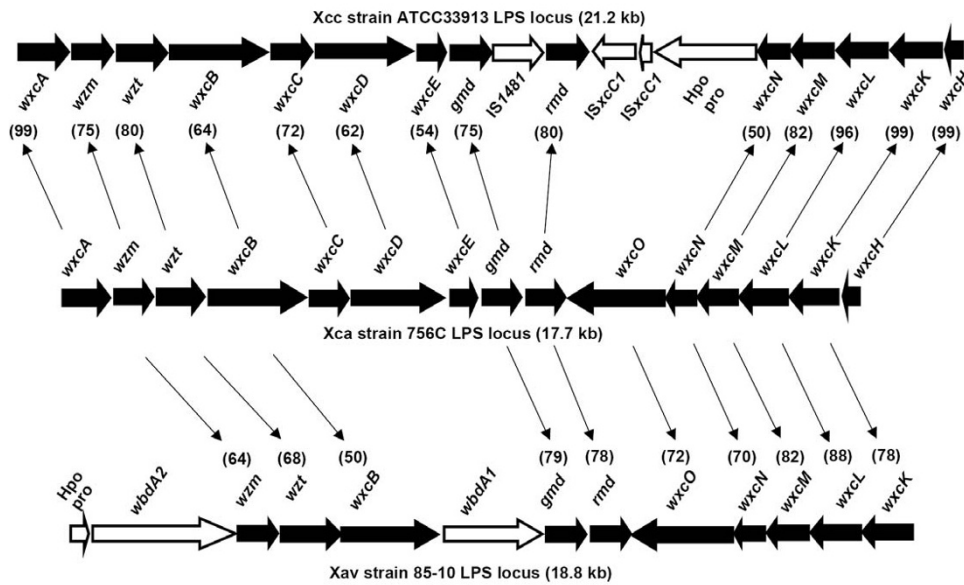 Xcc strain ATCC33913 LPS locus (21.2 kb)
wxcA wzm wzt wxcB wxcC wxcD wxcE gmd IS1481 rmd ISxcC1 ISxcC1 Hpo pro wxcN wxcM wxcL wxcK wxcH
(99) (75) (80) (64) (72) (62) (54) (75) (80) (50) (82) (96) (99) (99)
wxcA wzm wzt wxcB wxcC wxcD wxcE gmd rmd wxcO wxcN wxcM wxcL wxcK wxcH
Xca strain 756C LPS locus (17.7 kb)
(64) (68) (50) (79) (78) (72) (70) (82) (88) (78)
Hpo pro wbdA2 wzm wzt wxcB wbdA1 gmd rmd wxcO wxcN wxcM wxcL wxcK
Xav strain 85-10 LPS locus (18.8 kb)